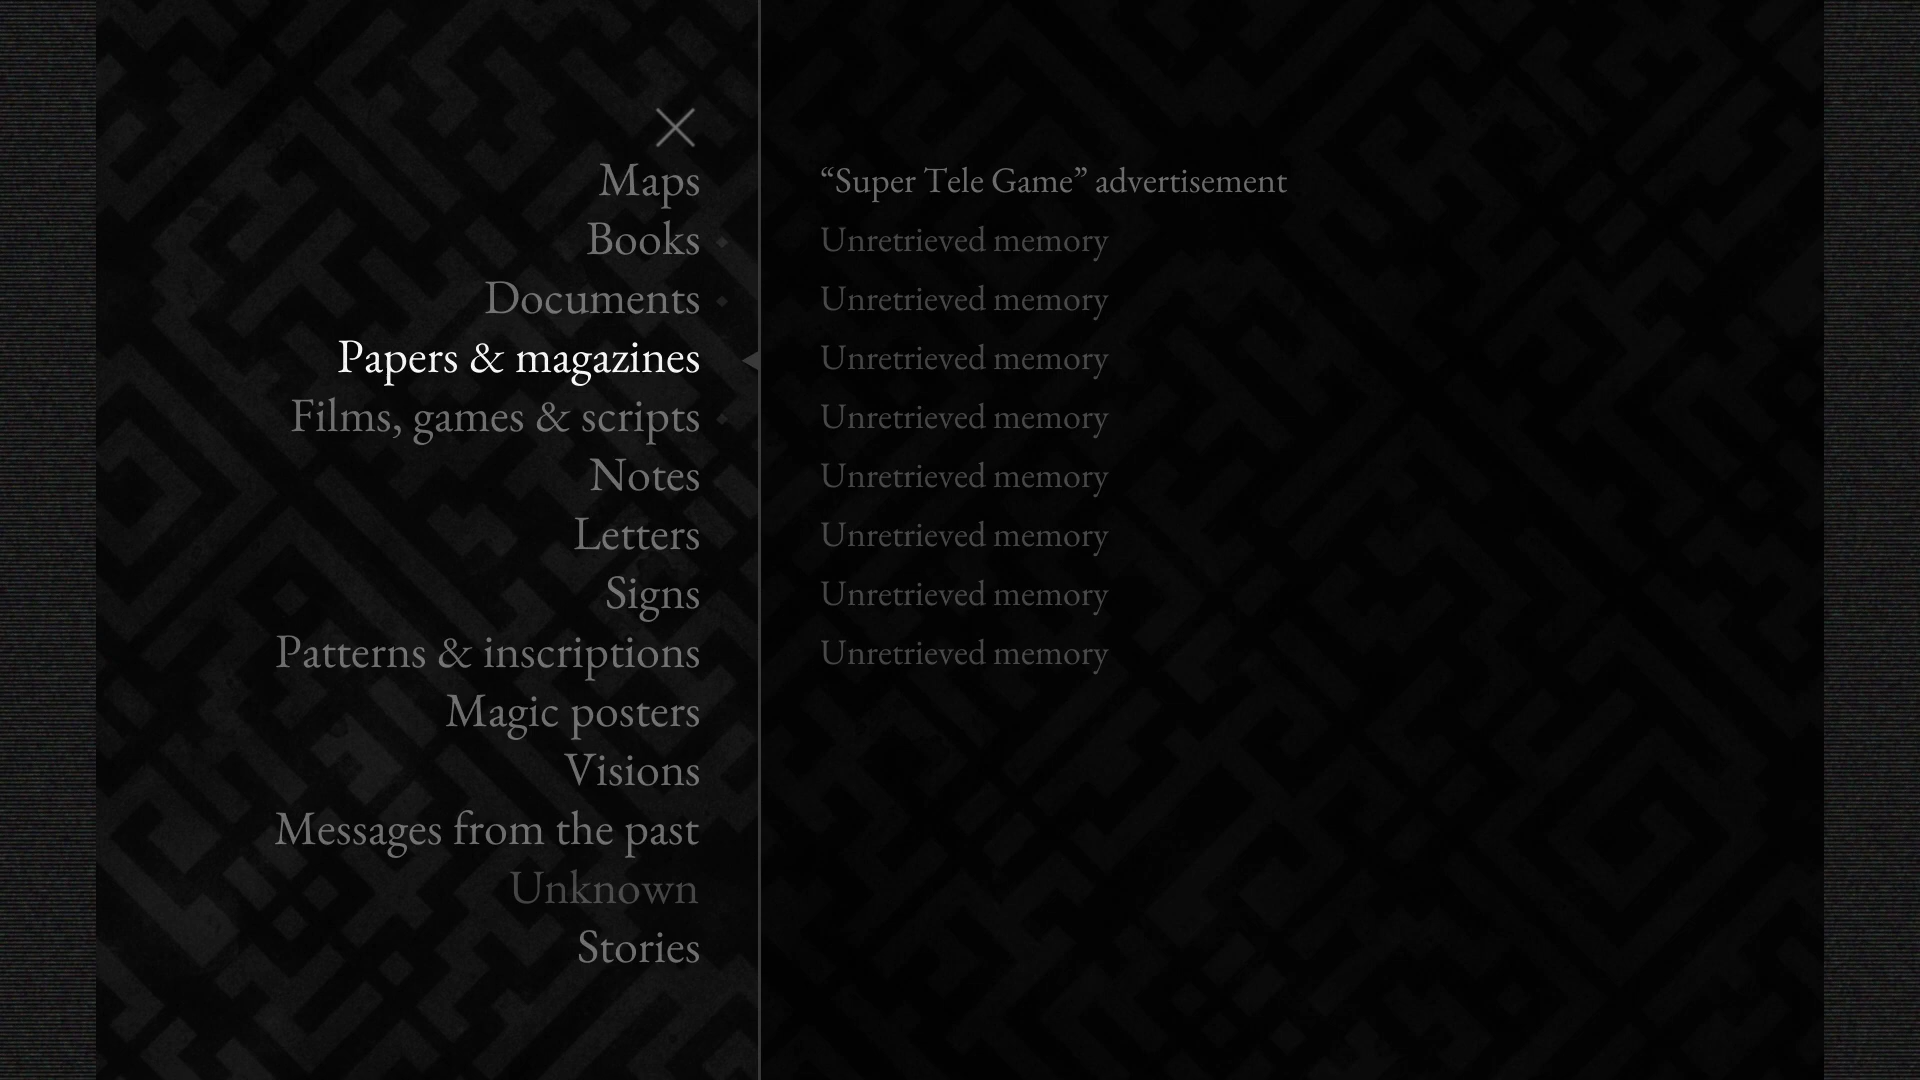 Maps
Books
Documents
Papers & magazines
Films, games & scripts
Notes
Letters
Signs
Patterns & inscriptions
Magic posters
Visions
Messages from the past
Unknown
Stories
“Super Tele Game” advertisement
Unretrieved memory
Unretrieved memory
Unretrieved memory
Unretrieved memory
Unretrieved memory
Unretrieved memory
Unretrieved memory
Unretrieved memory